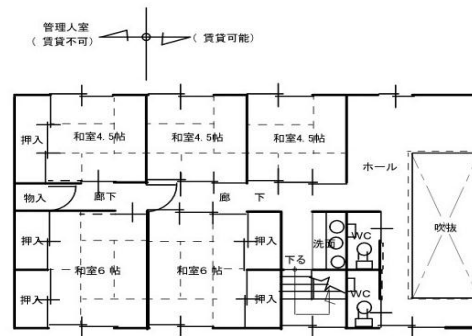 管理人室
( 賃貸不可)
( 賃貸可能)
押入
和室4.5帖
和室4.5帖
和室4.5帖
ホール
物入
廊下
廊 下
吹抜
押入
押入
洗面
WC
下る
和室6 帖
和室6 帖
押入
押入
WC